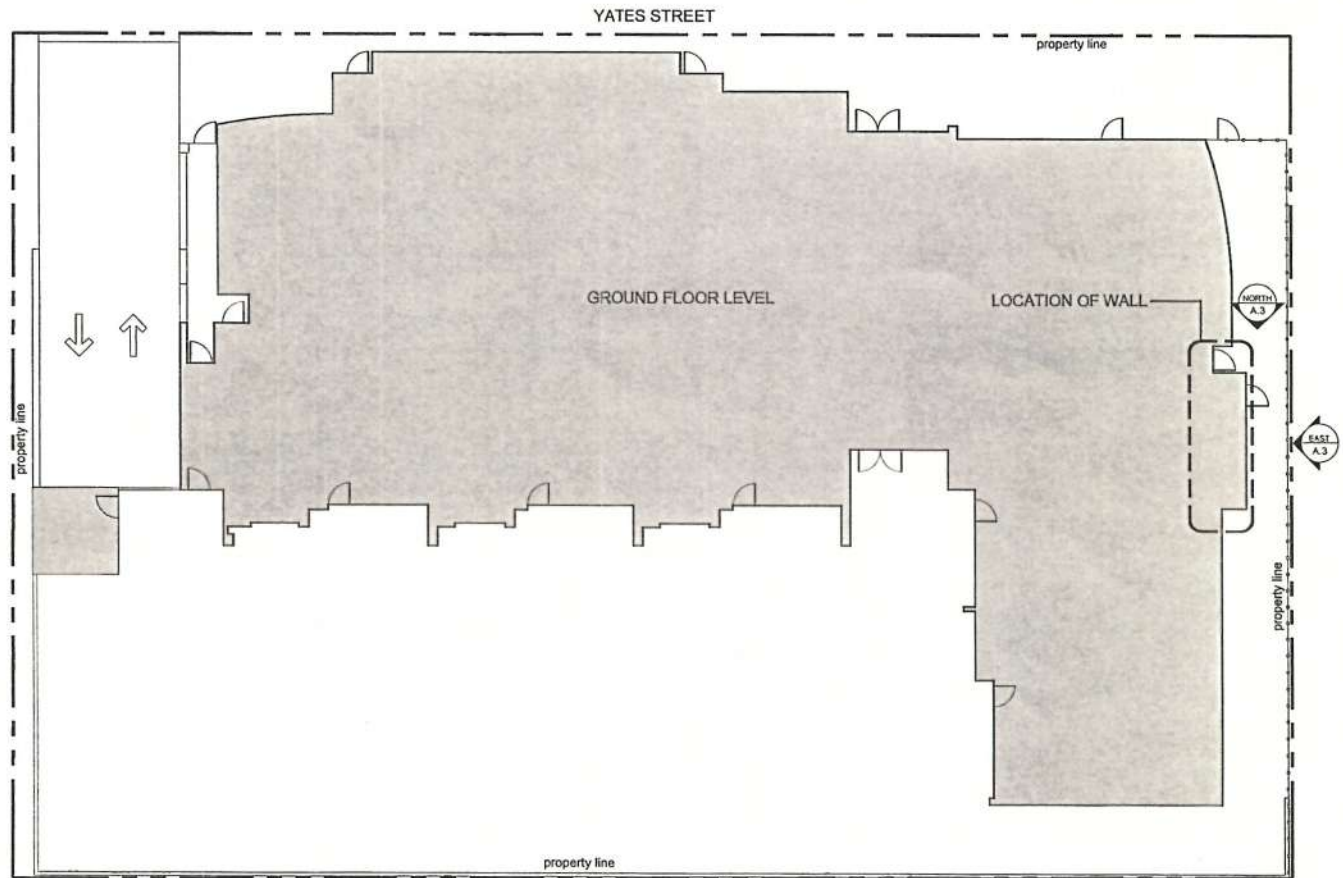 YATES STREET
property line
GROUND FLOOR LEVEL
LOCATION OF WALL
NORTH
A.3
property line
EAST
A.3
property line
property line